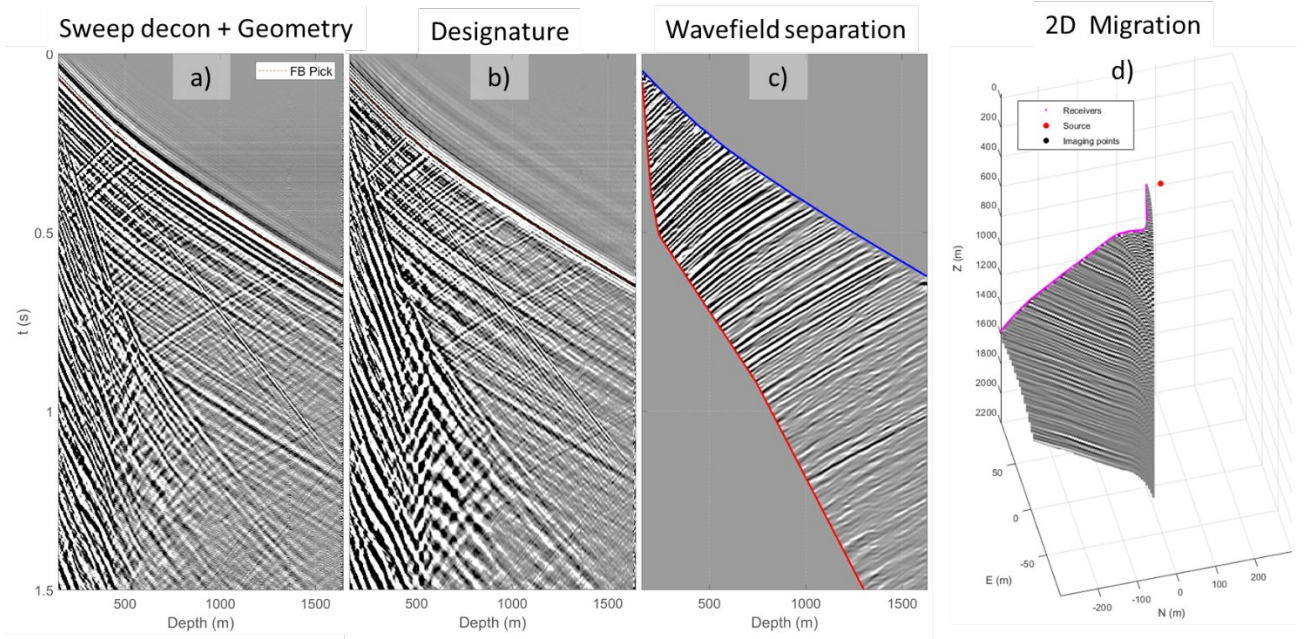 Sweep decon + Geometry
Designature
Wavefield separation
2D Migration
a)
b)
c)
d)
FB Pick
0
0.5
1
1.5
t (s)
500
1000
1500
Depth (m)
500
1000
1500
Depth (m)
500
1000
1500
Depth (m)
Receivers
Source
Imaging points
0
200
400
600
800
1000
1200
1400
1600
1800
2000
2200
Z (m)
50
0
-50
E (m)
-200
-100
0
100
200
N (m)